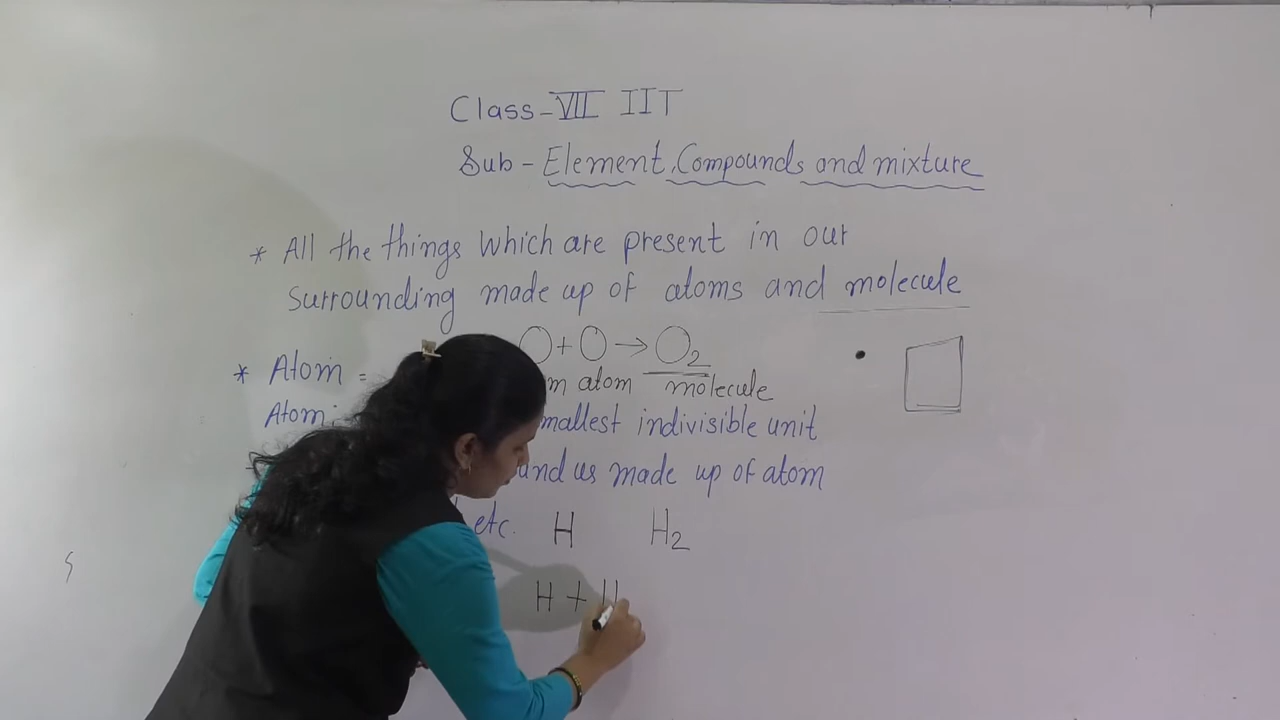 Class-VII IIT
Sub - Element, Compounds and mixture
* All the things which are present in our
surrounding made up of atoms and molecule
O + O → O2
* Atom = atom molecule
Atom smallest indivisible unit
us made up of atom
etc. H H2
H + H